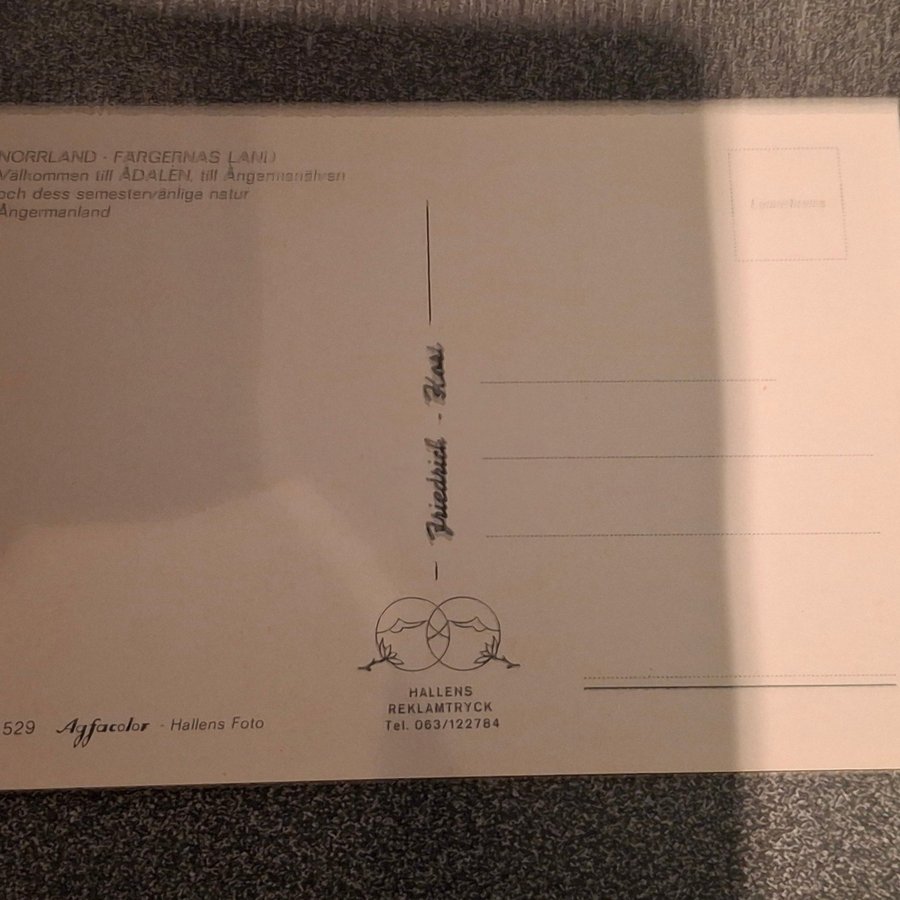 NORRLAND - FÄRGERNAS LAND
Välkommen till ÅDALEN, till Ångermanälven
och dess semestervänliga natur
Ångermanland
Friedrich -
HALLENS
REKLAMTRYCK
Tel. 063/122784
529 Agfacolor - Hallens Foto